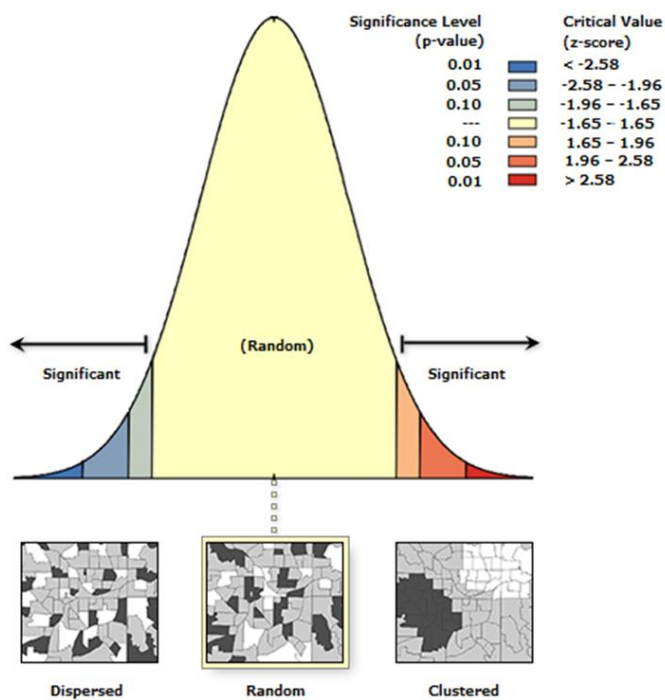 Significance Level Critical Value
(p-value) (z-score)
0.01 < -2.58
0.05 -2.58 – -1.96
0.10 -1.96 – -1.65
--- -1.65 – 1.65
0.10 1.65 – 1.96
0.05 1.96 – 2.58
0.01 > 2.58
(Random)
Significant Significant
Dispersed Random Clustered